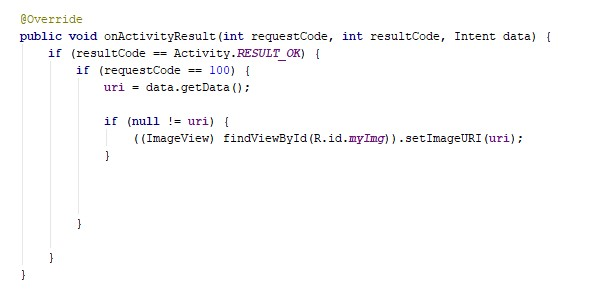 @Override
public void onActivityResult(int requestCode, int resultCode, Intent data) {
    if (resultCode == Activity.RESULT_OK) {
        if (requestCode == 100) {
            uri = data.getData();

            if (null != uri) {
                ((ImageView) findViewById(R.id.myImg)).setImageURI(uri);
            }

        }

    }
}